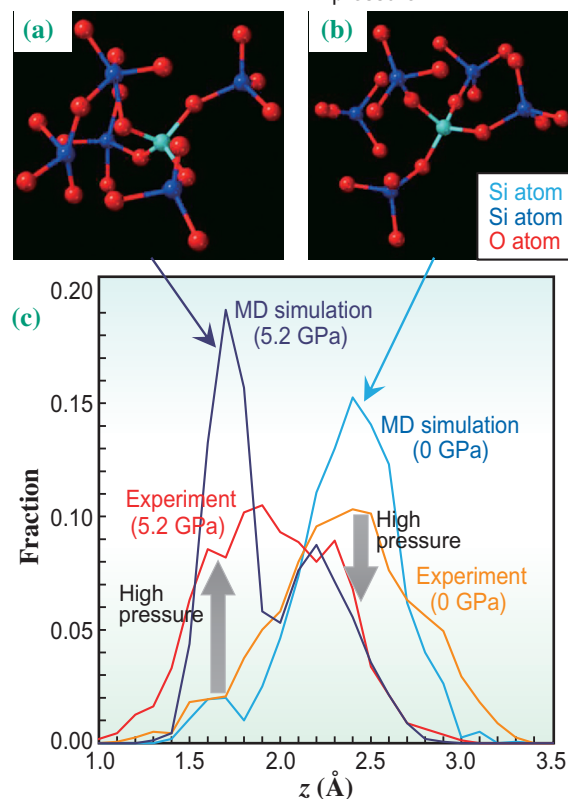 pressure
(a)
(b)
Si atom
Si atom
O atom
(c)
0.20
0.15
0.10
0.05
0.00
Fraction
MD simulation
(5.2 GPa)
MD simulation
(0 GPa)
Experiment
(5.2 GPa)
High
pressure
High
pressure
Experiment
(0 GPa)
1.0 1.5 2.0 2.5 3.0 3.5
z (Å)